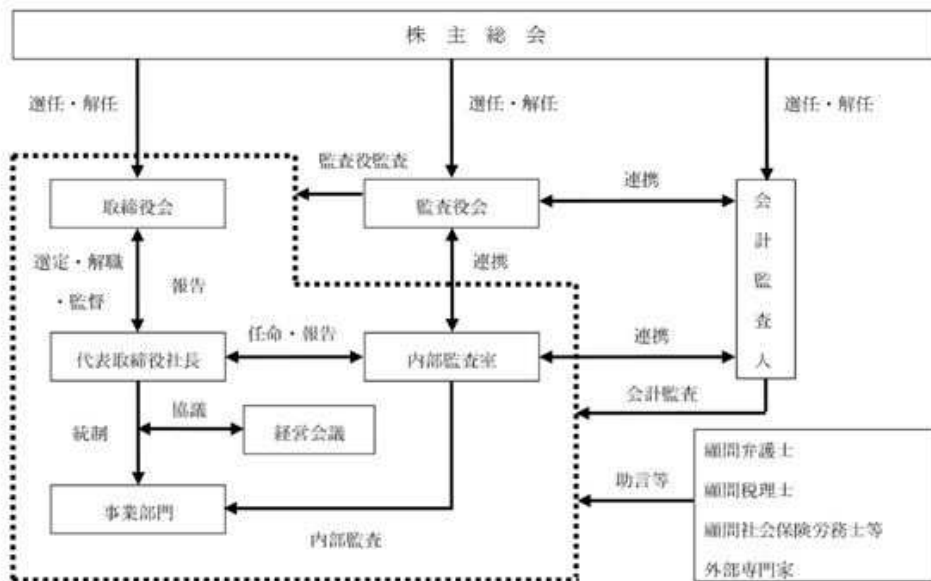 株主総会
選任・解任
選任・解任
選任・解任
監査役監査
取締役会
監査役会
連携
会計監査人
選定・解職
・監督
報告
連携
代表取締役社長
任命・報告
内部監査室
連携
協議
会計監査
統制
経営会議
顧問弁護士
顧問税理士
顧問社会保険労務士等
外部専門家
助言等
事業部門
内部監査